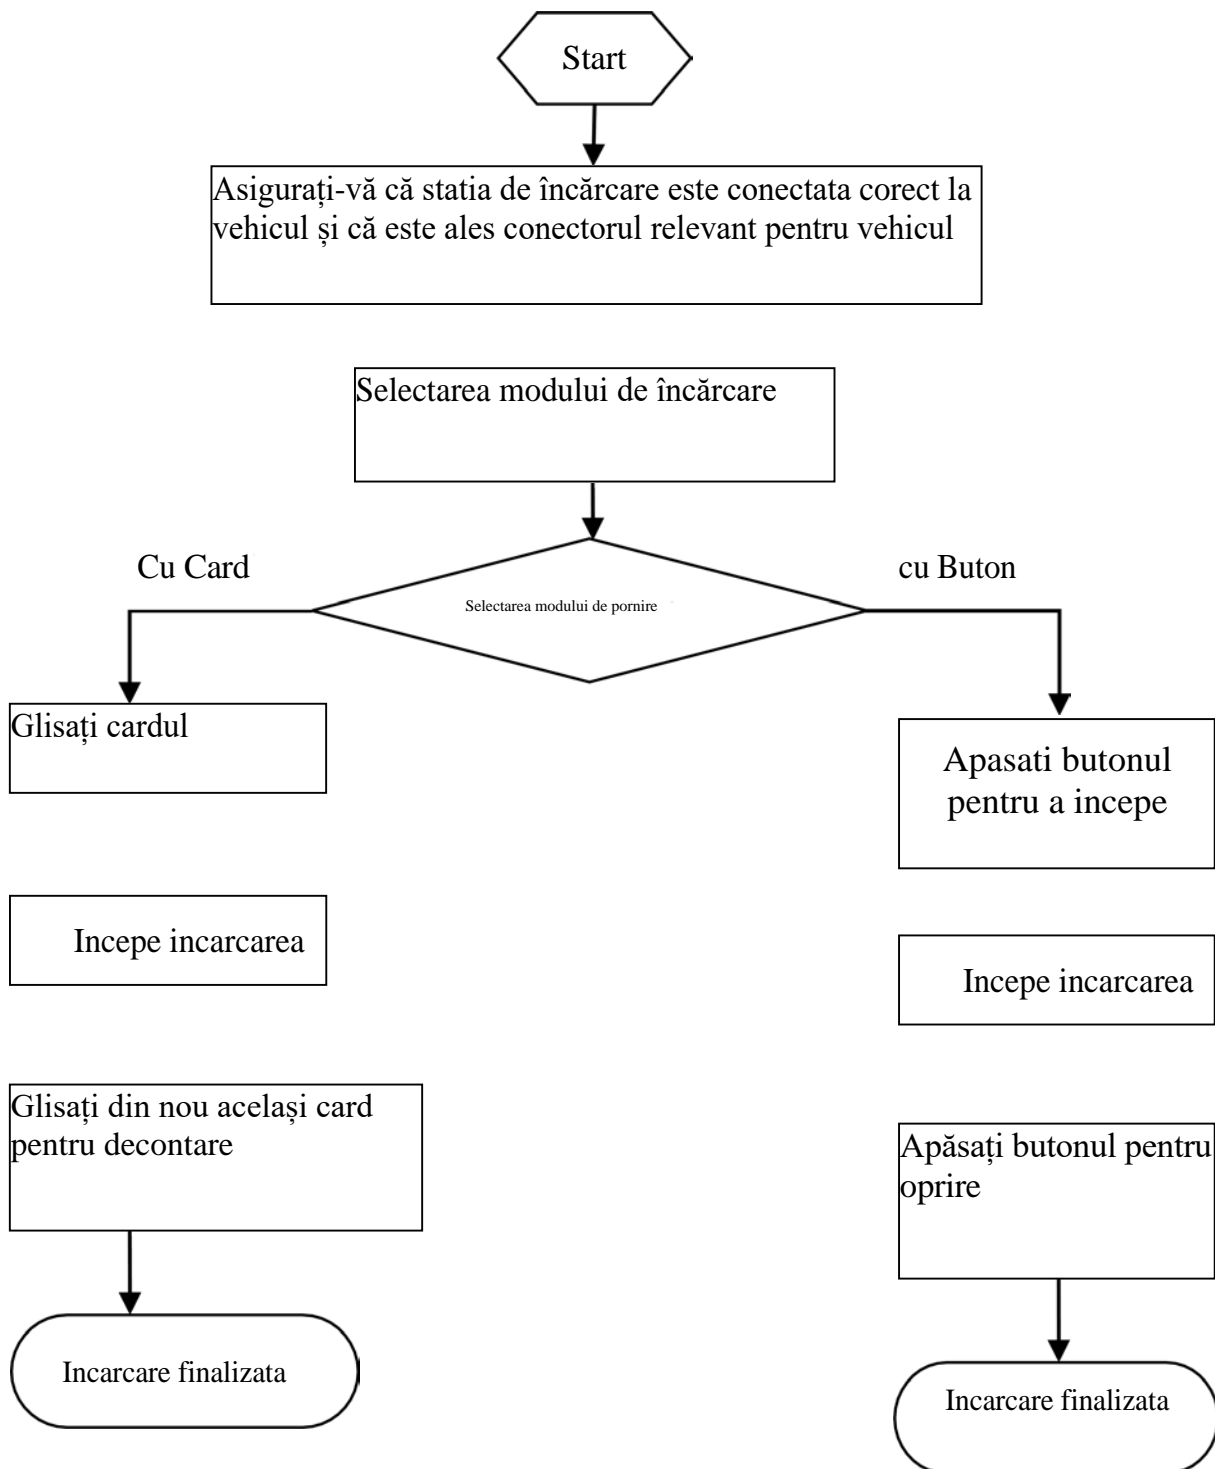 Start
Asigurați-vă că statia de încărcare este conectata corect la
vehicul și că este ales conectorul relevant pentru vehicul
Selectarea modului de încărcare
Cu Card
cu Buton
Selectarea modului de pornire
Glisați cardul
Apasati butonul
pentru a incepe
Incepe incarcarea
Incepe incarcarea
Glisați din nou același card
pentru decontare
Apăsați butonul pentru
oprire
Incarcare finalizata
Incarcare finalizata